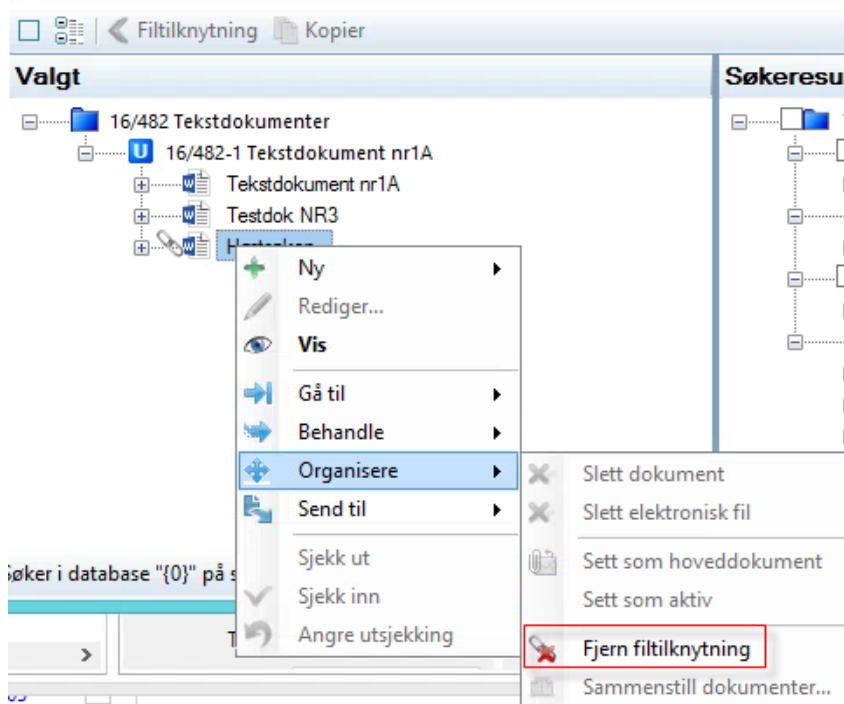 Filtilknytning Kopier
Valgt
Søkeresu
16/482 Tekstdokumenter
16/482-1 Tekstdokument nr1A
Tekstdokument nr1A
Testdok NR3
Ny
Rediger...
Vis
Gå til
Behandle
Organisere
Slett dokument
Send til
Slett elektronisk fil
Sjekk ut
Sett som hoveddokument
øker i database "{0}" på s
Sjekk inn
Sett som aktiv
T
Angre utsjekking
Fjern filtilknytning
Sammenstill dokumenter...